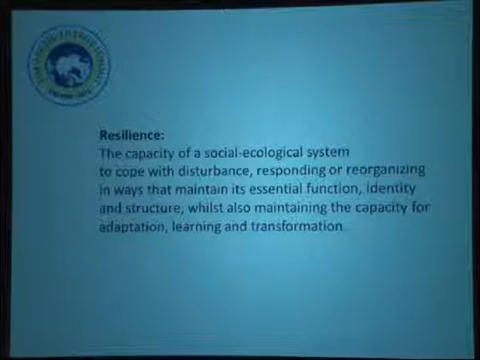 Resilience:
The capacity of a social-ecological system
to cope with disturbance, responding or reorganizing
in ways that maintain its essential function, identity
and structure, whilst also maintaining the capacity for
adaptation, learning and transformation.